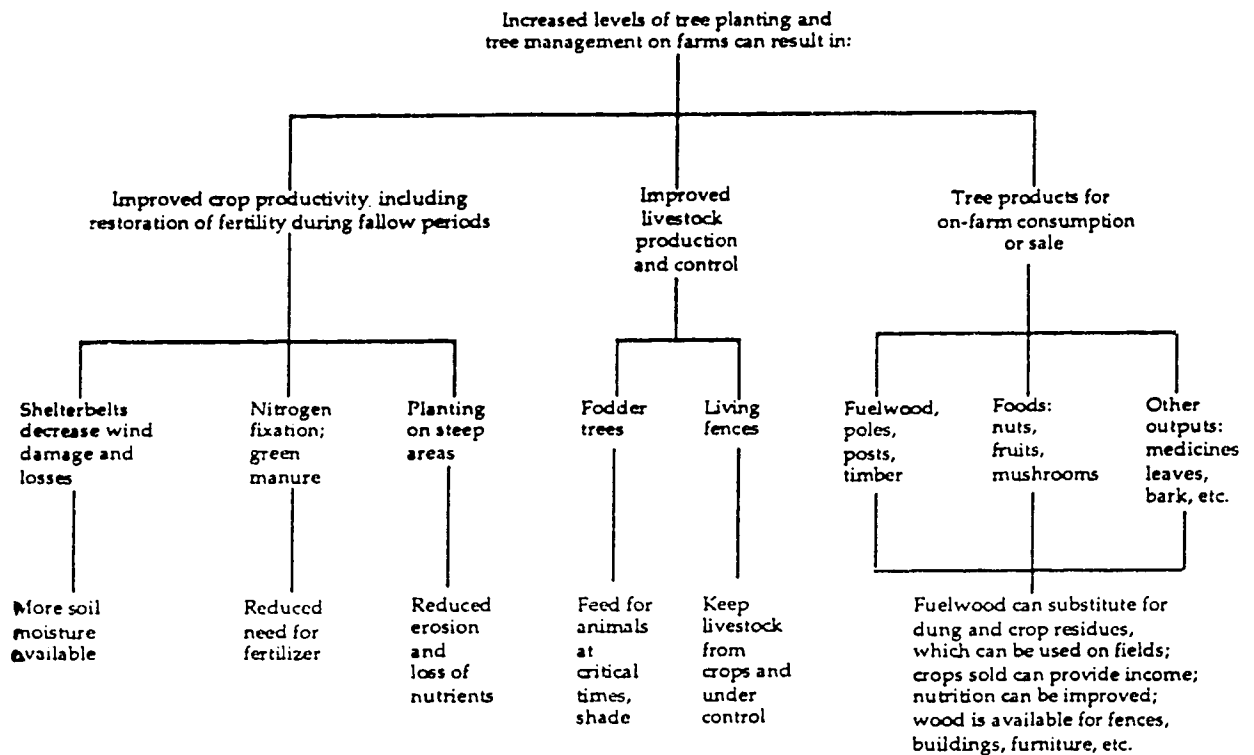 Increased levels of tree planting and
tree management on farms can result in:
Improved crop productivity, including
restoration of fertility during fallow periods
Improved
livestock
production
and control
Tree products for
on-farm consumption
or sale
Shelterbelts
decrease wind
damage and
losses
Nitrogen
fixation;
green
manure
Planting
on steep
areas
Fodder
trees
Living
fences
Fuelwood,
poles,
posts,
timber
Foods:
nuts,
fruits,
mushrooms
Other
outputs:
medicines
leaves,
bark, etc.
More soil
moisture
available
Reduced
need for
fertilizer
Reduced
erosion
and
loss of
nutrients
Feed for
animals
at
critical
times,
shade
Keep
livestock
from
crops and
under
control
Fuelwood can substitute for
dung and crop residues,
which can be used on fields;
crops sold can provide income;
nutrition can be improved;
wood is available for fences,
buildings, furniture, etc.